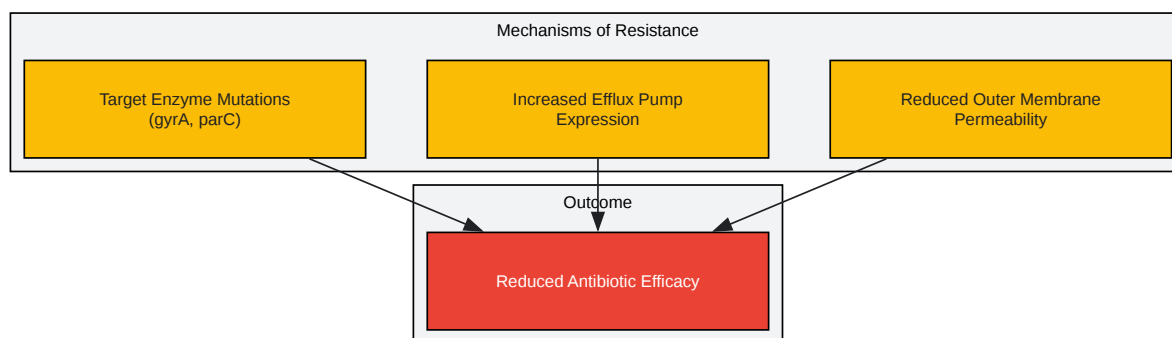 Mechanisms of Resistance
Target Enzyme Mutations
(gyrA, parC)
Increased Efflux Pump
Expression
Reduced Outer Membrane
Permeability
Outcome
Reduced Antibiotic Efficacy